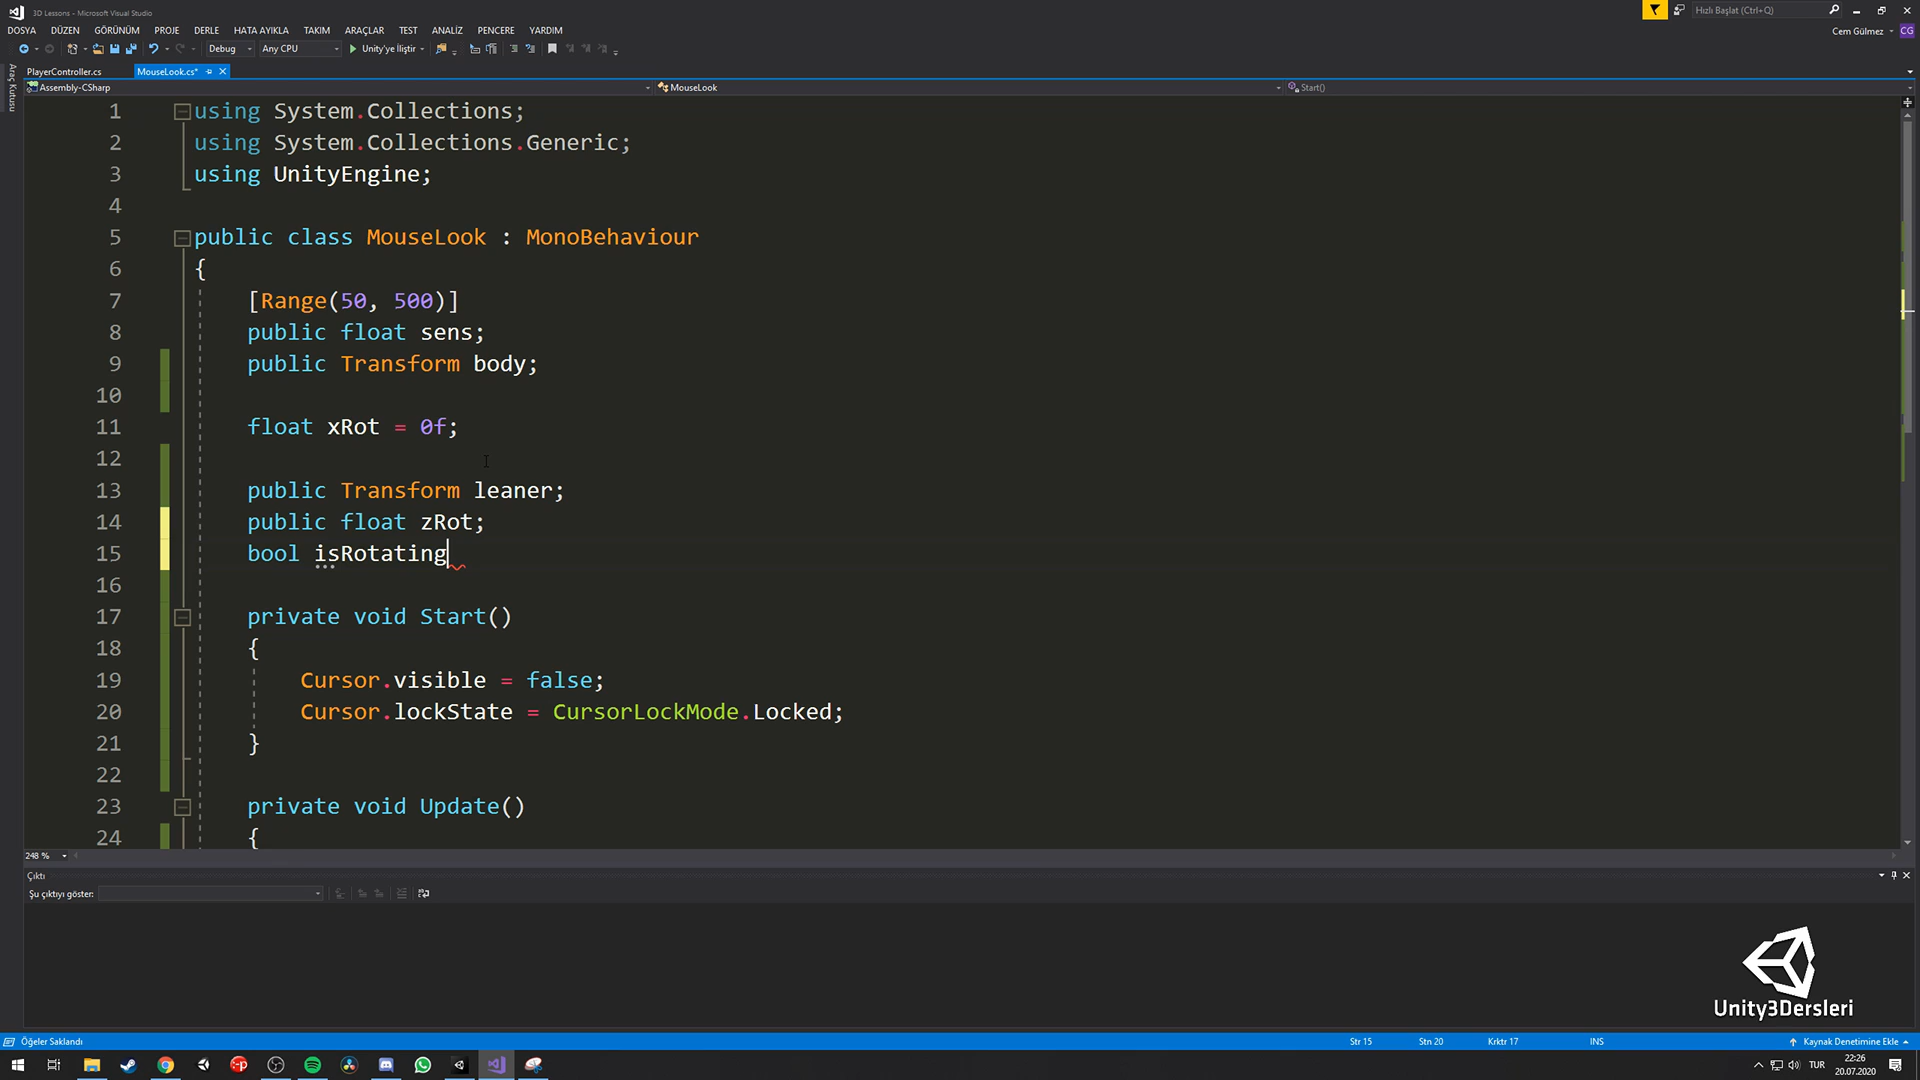 3D Lessons - Microsoft Visual Studio
Hızlı Başlat (Ctrl+Q)
DOSYA DÜZEN GÖRÜNÜM PROJE DERLE HATA AYIKLA TAKIM ARAÇLAR TEST ANALİZ PENCERE YARDIM
Cem Gülmez CG
Debug Any CPU Unity'ye İliştir
Araç Kutusu
PlayerController.cs MouseLook.cs*
Assembly-CSharp MouseLook Start()
1 using System.Collections;
2 using System.Collections.Generic;
3 using UnityEngine;
4
5 public class MouseLook : MonoBehaviour
6 {
7 [Range(50, 500)]
8 public float sens;
9 public Transform body;
10
11 float xRot = 0f;
12
13 public Transform leaner;
14 public float zRot;
15 bool isRotating
16
17 private void Start()
18 {
19 Cursor.visible = false;
20 Cursor.lockState = CursorLockMode.Locked;
21 }
22
23 private void Update()
24 {
248 %
Çıktı
Şu çıktıyı göster:
Unity3Dersleri
Öğeler Saklandı Str 15 Stn 20 Krktr 17 INS Kaynak Denetimine Ekle
TUR 22:26
20.07.2020